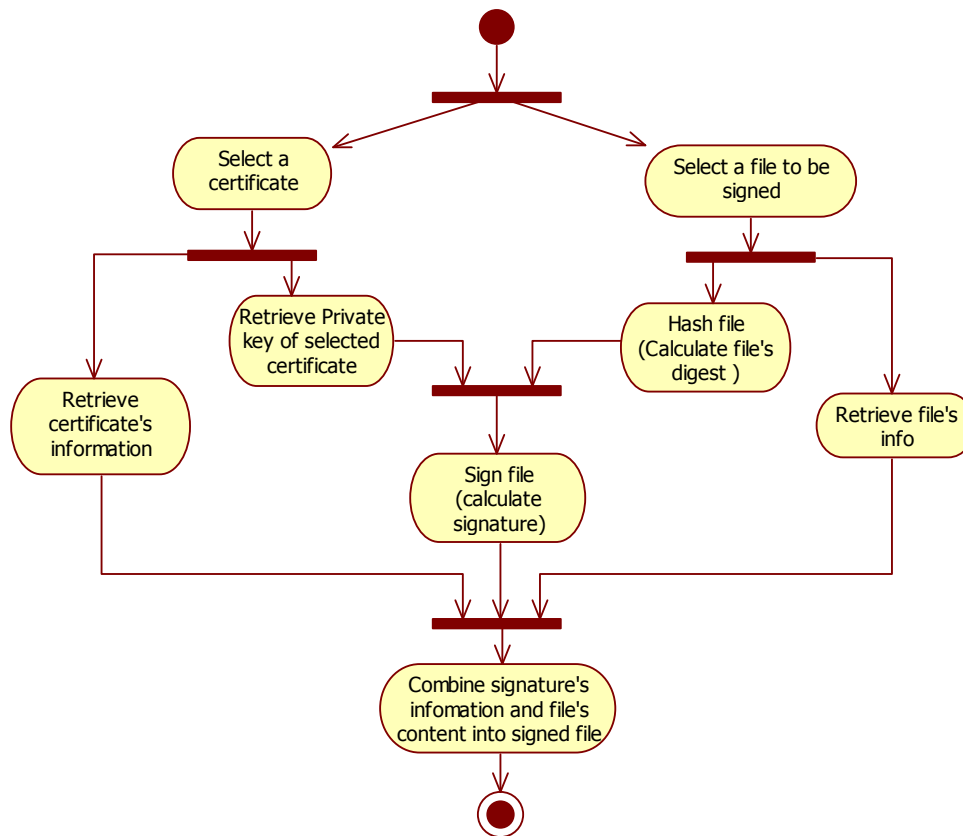 Select a
certificate
Select a file to be
signed
Retrieve Private
key of selected
certificate
Hash file
(Calculate file's
digest )
Retrieve
certificate's
information
Retrieve file's
info
Sign file
(calculate
signature)
Combine signature's
infomation and file's
content into signed file